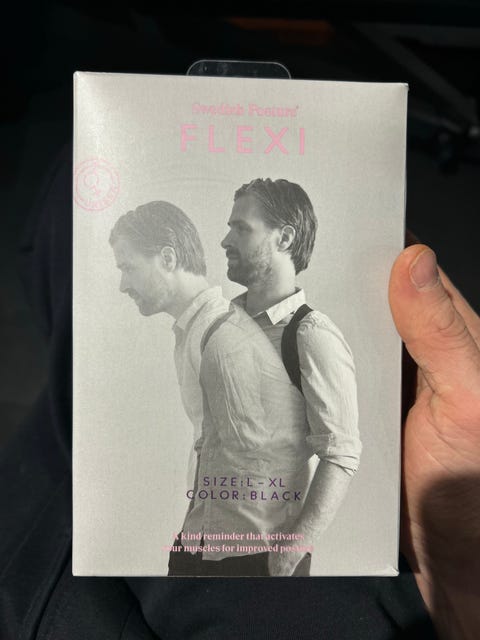 Swedish Posture®
FLEXI
SIZE: L – XL
COLOR: BLACK
A kind reminder that activates
your muscles for improved posture